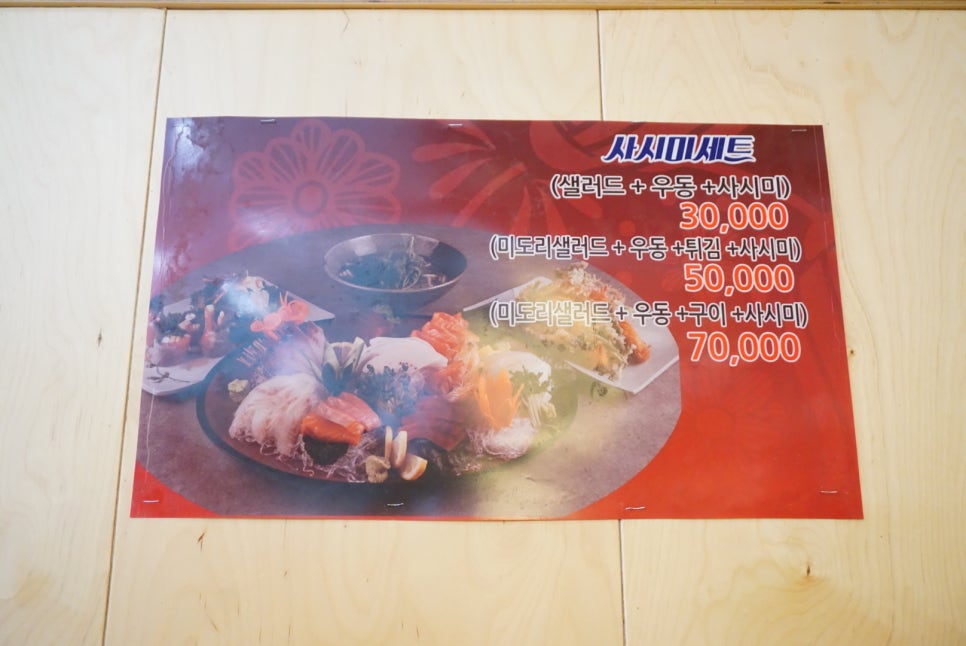 사시미세트
(샐러드 + 우동 +사시미)
30,000
(미도리샐러드 + 우동 +튀김 +사시미)
50,000
(미도리샐러드 + 우동 +구이 +사시미)
70,000